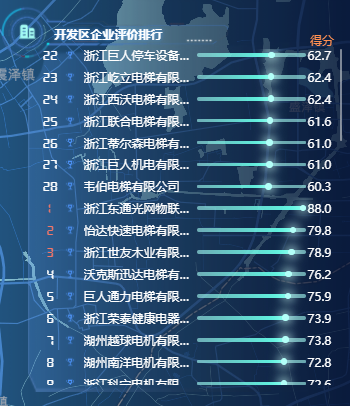 开发区企业评价排行
得分
22 浙江巨人停车设备... 62.7
23 浙江屹立电梯有限... 62.4
24 浙江西沃电梯有限... 62.4
25 浙江联合电梯有限... 61.6
26 浙江蒂尔森电梯有... 61.0
27 浙江巨人机电有限... 61.0
28 韦伯电梯有限公司 60.3
1 浙江东通光网物联... 88.0
2 怡达快速电梯有限... 79.8
3 浙江世友木业有限... 78.9
4 沃克斯迅达电梯有... 76.2
5 巨人通力电梯有限... 75.9
6 浙江荣泰健康电器... 73.9
7 湖州越球电机有限... 73.8
8 湖州南洋电机有限... 72.8
9 浙江科宁电机有限... 72.6
震泽镇